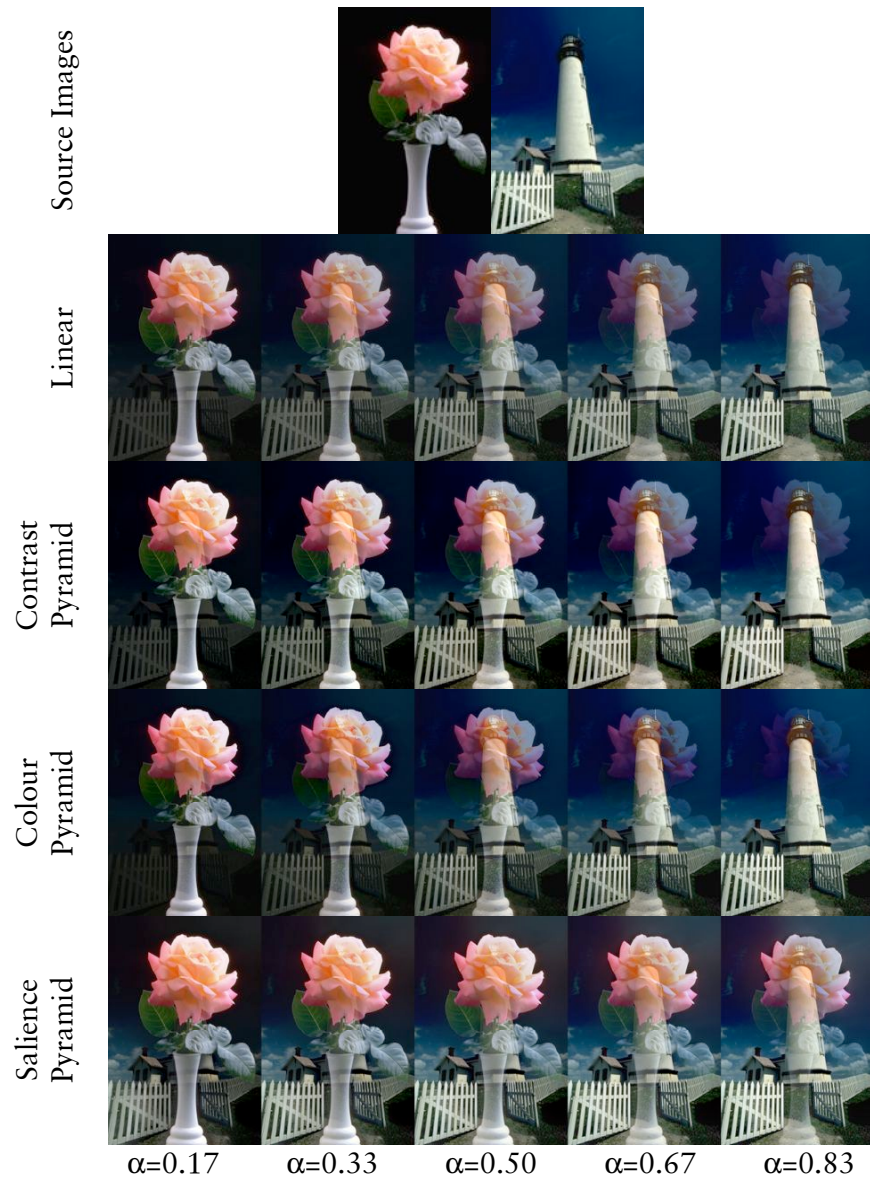 Source Images
Linear
Contrast
Pyramid
Colour
Pyramid
Salience
Pyramid
α=0.17 α=0.33 α=0.50 α=0.67 α=0.83